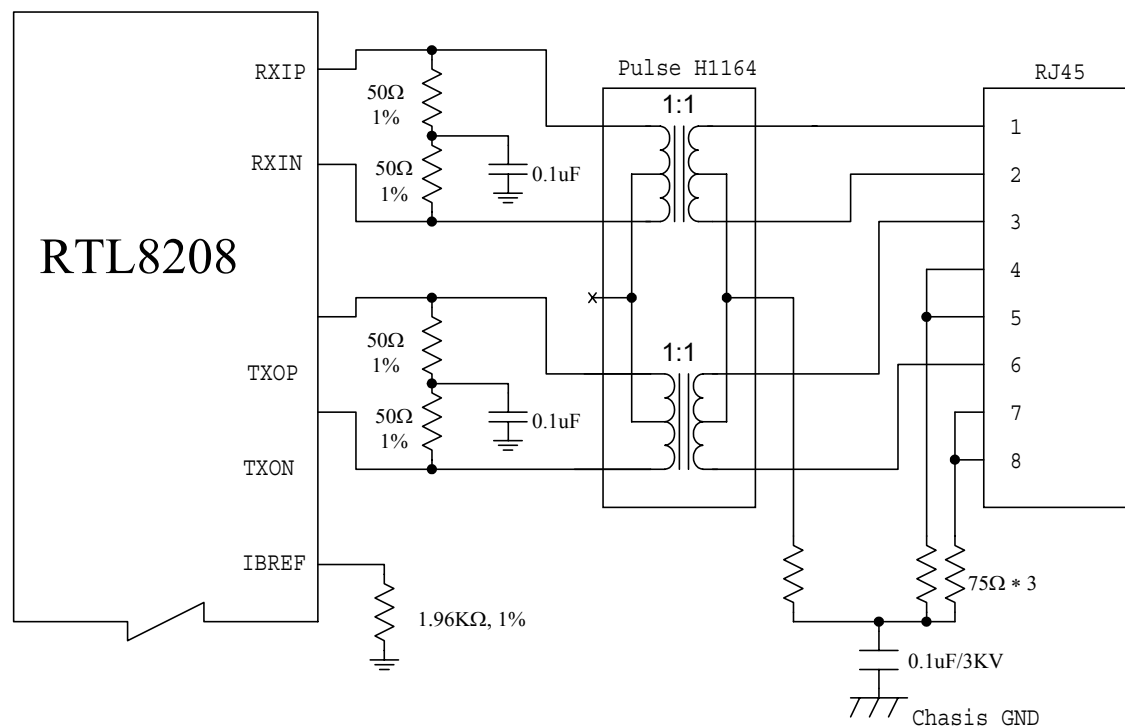 Pulse H1164
RJ45
RXIP
50Ω
1%
1:1
1
RXIN
50Ω
1%
0.1uF
2
3
RTL8208
4
5
50Ω
1%
1:1
6
TXOP
50Ω
1%
0.1uF
7
TXON
8
IBREF
75Ω * 3
1.96KΩ, 1%
0.1uF/3KV
Chasis GND